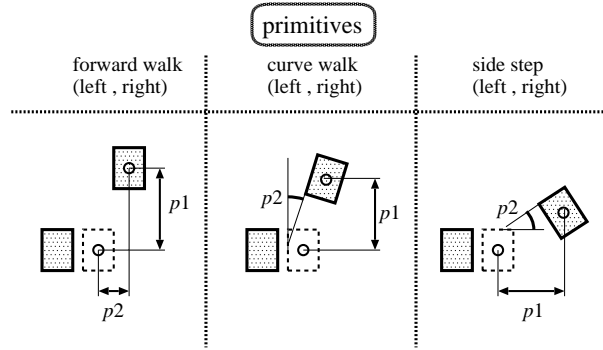 primitives
forward walk
(left , right)
curve walk
(left , right)
side step
(left , right)
p1
p2
p2
p1
p2
p1